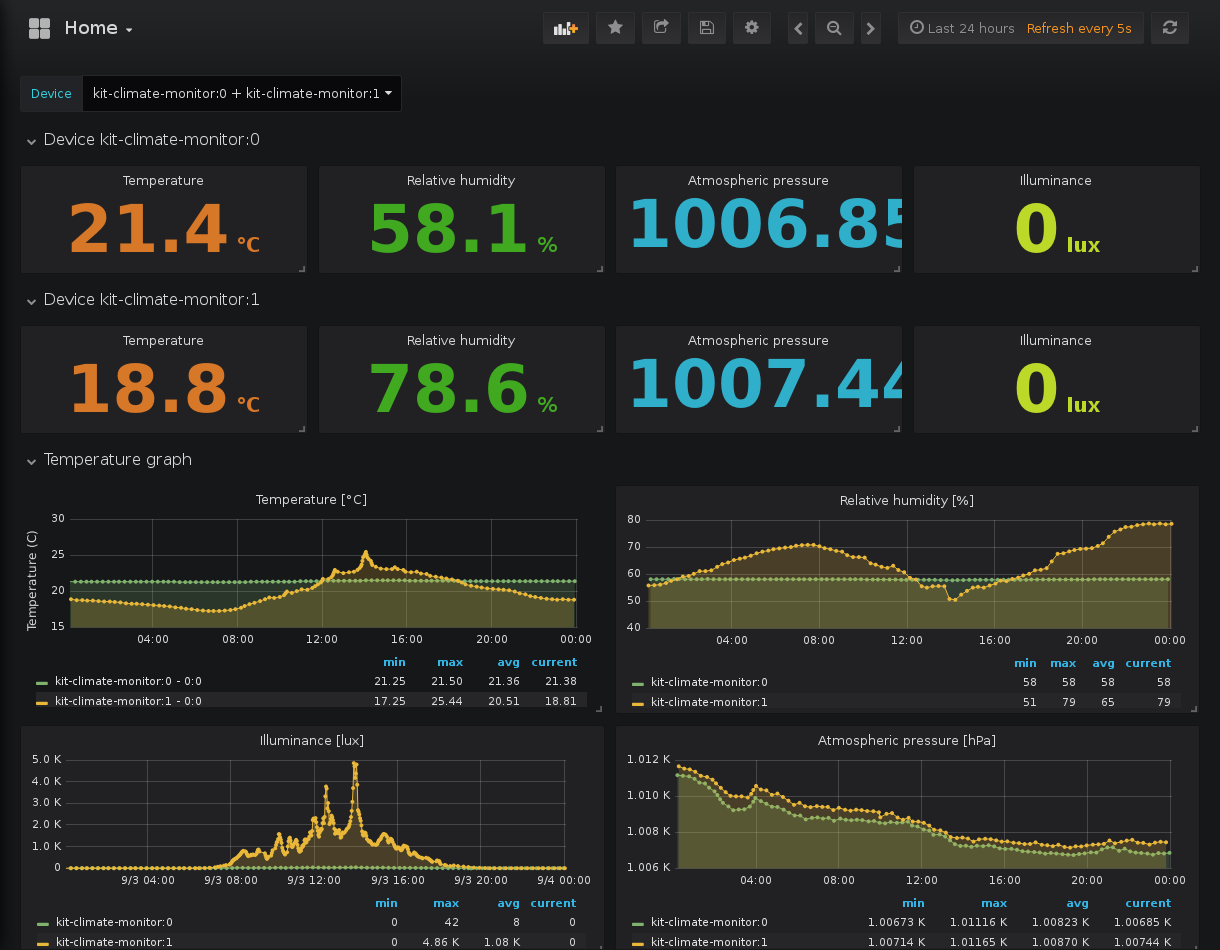 Home
Last 24 hours Refresh every 5s
Device kit-climate-monitor:0 + kit-climate-monitor:1
Device kit-climate-monitor:0
Temperature Relative humidity Atmospheric pressure Illuminance
21.4 °C 58.1 % 1006.85 0 lux
Device kit-climate-monitor:1
Temperature Relative humidity Atmospheric pressure Illuminance
18.8 °C 78.6 % 1007.44 0 lux
Temperature graph
Temperature [°C]
Temperature (C)
30
25
20
15
04:00 08:00 12:00 16:00 20:00 00:00
min max avg current
kit-climate-monitor:0 - 0:0 21.25 21.50 21.36 21.38
kit-climate-monitor:1 - 0:0 17.25 25.44 20.51 18.81
Relative humidity [%]
80
70
60
50
40
04:00 08:00 12:00 16:00 20:00 00:00
min max avg current
kit-climate-monitor:0 58 58 58 58
kit-climate-monitor:1 51 79 65 79
Illuminance [lux]
5.0 K
4.0 K
3.0 K
2.0 K
1.0 K
0
9/3 04:00 9/3 08:00 9/3 12:00 9/3 16:00 9/3 20:00 9/4 00:00
min max avg current
kit-climate-monitor:0 0 42 8 0
kit-climate-monitor:1 0 4.86 K 1.08 K 0
Atmospheric pressure [hPa]
1.012 K
1.010 K
1.008 K
1.006 K
04:00 08:00 12:00 16:00 20:00 00:00
min max avg current
kit-climate-monitor:0 1.00673 K 1.01116 K 1.00823 K 1.00685 K
kit-climate-monitor:1 1.00714 K 1.01165 K 1.00870 K 1.00744 K